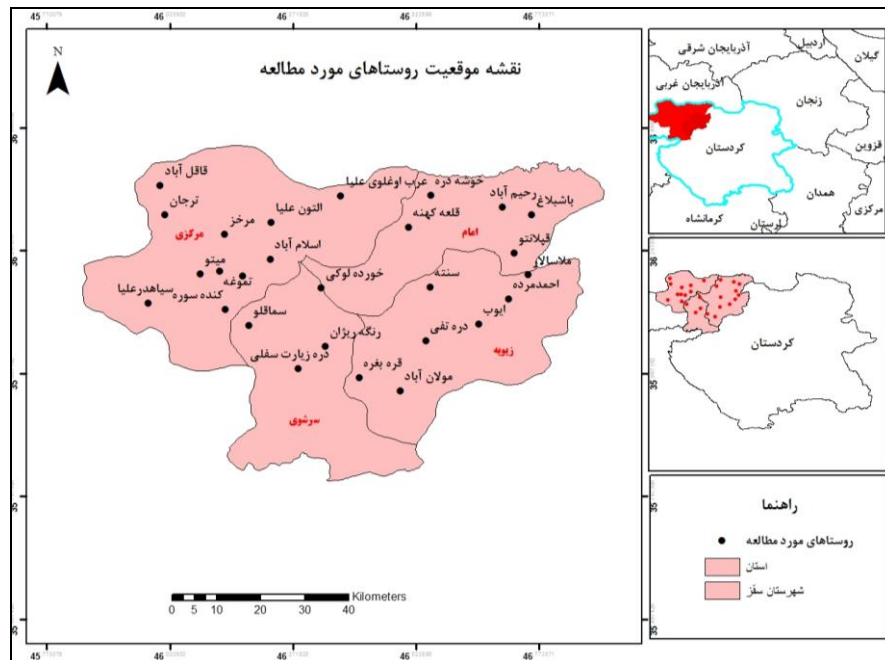 نقشه موقعیت روستاهای مورد مطالعه
N
قاقل آباد
ترجان
مرخز
التون علیا
عرب اوغلوی علیا
خوشه دره
رحیم آباد
باشبلاغ
قلعه کهنه
امام
مرکزی
اسلام آباد
قپلانتو
ملاسالار
میتو
تموغه
خورده لوکی
سنته
احمدمرده
سیاهدرعلیا
کنده سوره
سماقلو
ایوب
دره تفی
زیویه
رنگه ریژان
دره زیارت سفلی
قره بغره
مولان آباد
سرشوی
0 5 10 20 30 40 Kilometers
آذربایجان شرقی
اردبیل
گیلان
آذربایجان غربی
زنجان
کردستان
قزوین
همدان
کرمانشاه
لرستان
مرکزی
کردستان
راهنما
روستاهای مورد مطالعه
استان
شهرستان سقز